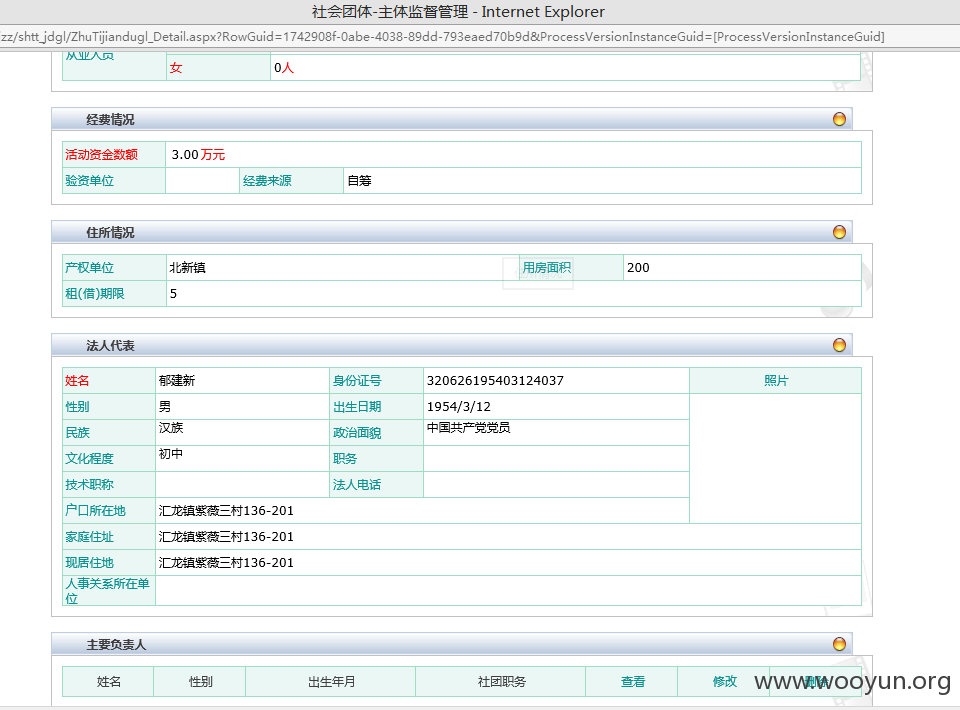 社会团体-主体监督管理 - Internet Explorer
zz/shtt_jdgl/ZhuTijiandugl_Detail.aspx?RowGuid=1742908f-0abe-4038-89dd-793eaed70b9d&ProcessVersionInstanceGuid=[ProcessVersionInstanceGuid]
从业人员
女 0人
经费情况
活动资金数额 3.00万元
验资单位 经费来源 自筹
住所情况
产权单位 北新镇 用房面积 200
租(借)期限 5
法人代表
姓名 郁建新 身份证号 320626195403124037 照片
性别 男 出生日期 1954/3/12
民族 汉族 政治面貌 中国共产党党员
文化程度 初中 职务
技术职称 法人电话
户口所在地 汇龙镇紫薇三村136-201
家庭住址 汇龙镇紫薇三村136-201
现居住地 汇龙镇紫薇三村136-201
人事关系所在单
位
主要负责人
姓名 性别 出生年月 社团职务 查看 修改 删除
www.wooyun.org